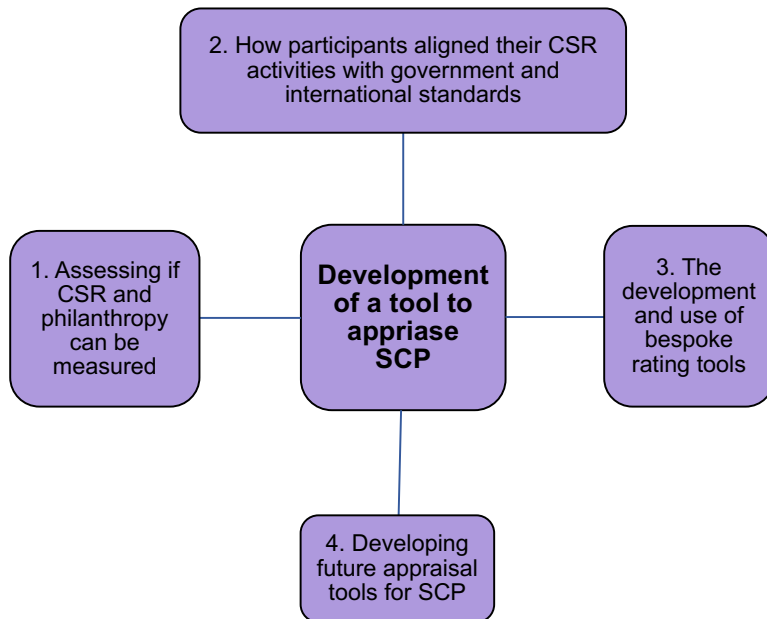 2. How participants aligned their CSR
activities with government and
international standards
1. Assessing if
CSR and
philanthropy
can be
measured
Development
of a tool to
appriase
SCP
3. The
development
and use of
bespoke
rating tools
4. Developing
future appraisal
tools for SCP